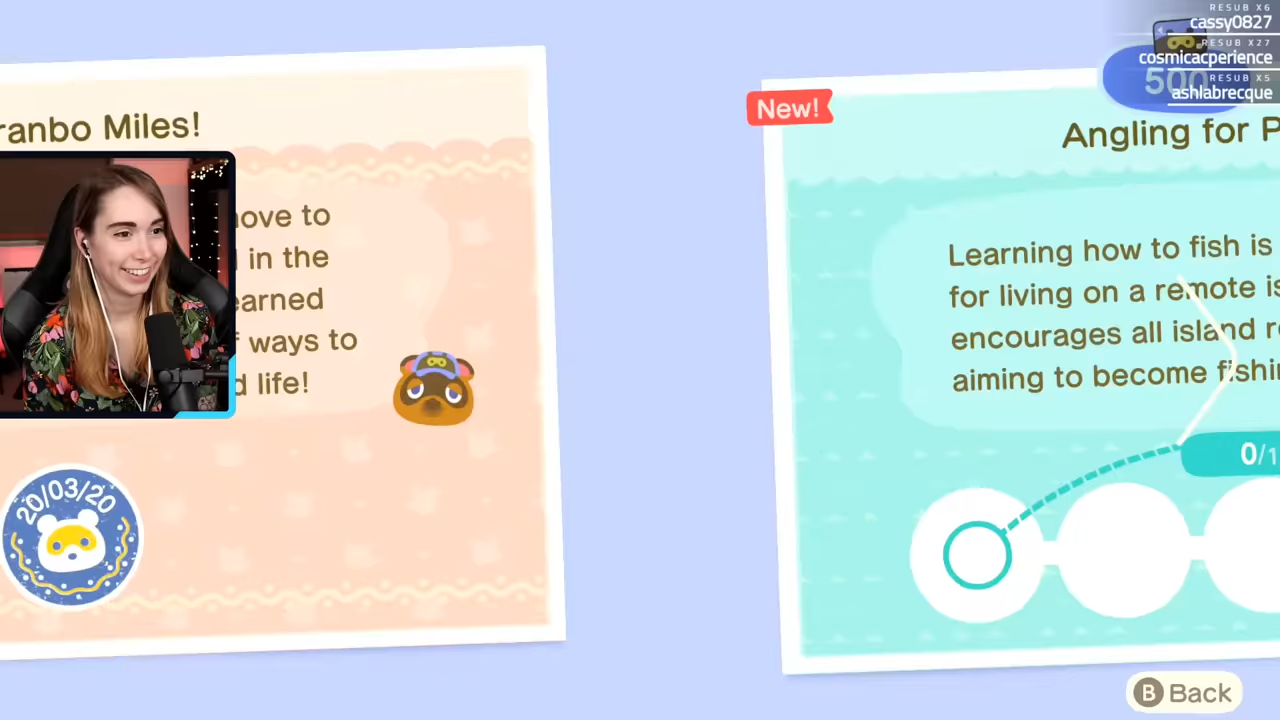 RESUB X6
cassy0827
RESUB X27
cosmicacperience
RESUB X5
ashlabrecque
500
ranbo Miles!
nove to
in the
earned
f ways to
d life!
20/03/20
New!
Angling for P
Learning how to fish is
for living on a remote is
encourages all island re
aiming to become fishin
0/1
B Back